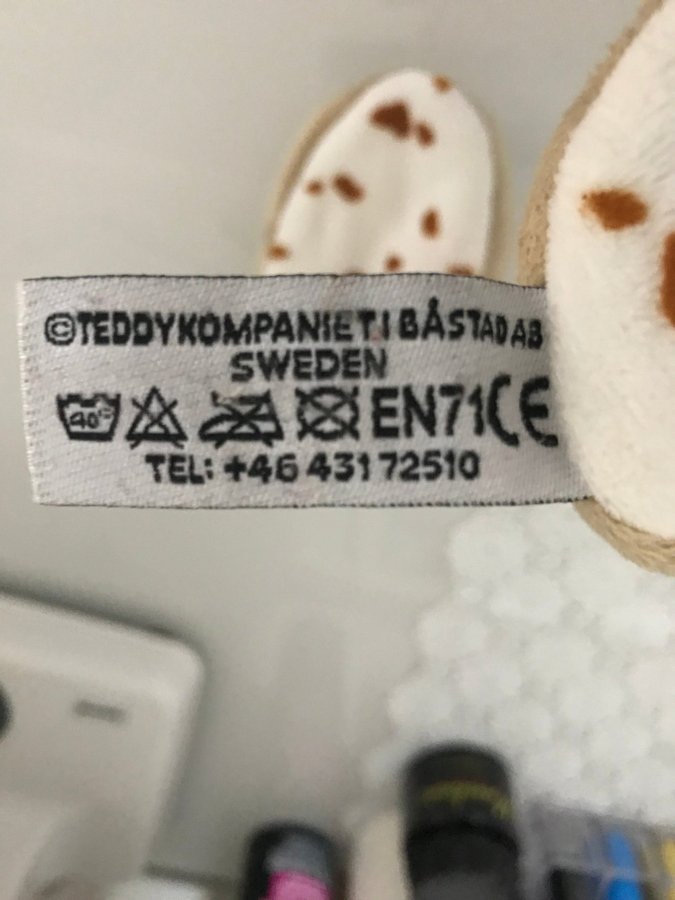 ©TEDDYKOMPANIET I BÅSTAD AB
SWEDEN
40° EN71 CE
TEL: +46 431 72510